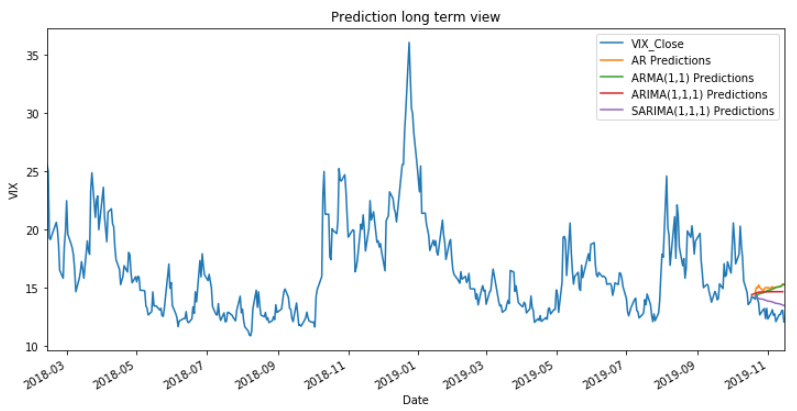 Prediction long term view
VIX_Close
AR Predictions
ARMA(1,1) Predictions
ARIMA(1,1,1) Predictions
SARIMA(1,1,1) Predictions
35
30
25
20
15
10
VIX
2018-03
2018-05
2018-07
2018-09
2018-11
2019-01
2019-03
2019-05
2019-07
2019-09
2019-11
Date